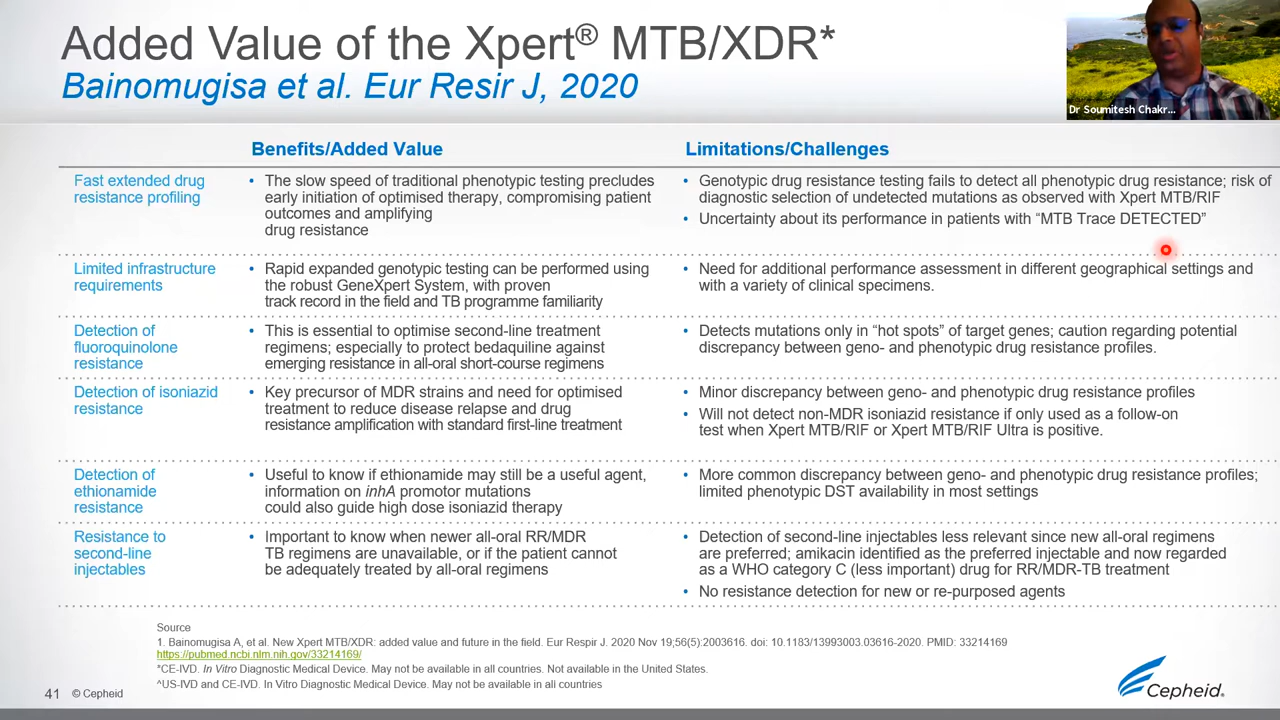 Added Value of the Xpert® MTB/XDR*
Bainomugisa et al. Eur Resir J, 2020
Dr Soumitesh Chakr...
Benefits/Added Value
Limitations/Challenges
Fast extended drug
resistance profiling
• The slow speed of traditional phenotypic testing precludes
early initiation of optimised therapy, compromising patient
outcomes and amplifying
drug resistance
• Genotypic drug resistance testing fails to detect all phenotypic drug resistance; risk of
diagnostic selection of undetected mutations as observed with Xpert MTB/RIF
• Uncertainty about its performance in patients with “MTB Trace DETECTED”
Limited infrastructure
requirements
• Rapid expanded genotypic testing can be performed using
the robust GeneXpert System, with proven
track record in the field and TB programme familiarity
• Need for additional performance assessment in different geographical settings and
with a variety of clinical specimens.
Detection of
fluoroquinolone
resistance
• This is essential to optimise second-line treatment
regimens; especially to protect bedaquiline against
emerging resistance in all-oral short-course regimens
• Detects mutations only in “hot spots” of target genes; caution regarding potential
discrepancy between geno- and phenotypic drug resistance profiles.
Detection of isoniazid
resistance
• Key precursor of MDR strains and need for optimised
treatment to reduce disease relapse and drug
resistance amplification with standard first-line treatment
• Minor discrepancy between geno- and phenotypic drug resistance profiles
• Will not detect non-MDR isoniazid resistance if only used as a follow-on
test when Xpert MTB/RIF or Xpert MTB/RIF Ultra is positive.
Detection of
ethionamide
resistance
• Useful to know if ethionamide may still be a useful agent,
information on inhA promotor mutations
could also guide high dose isoniazid therapy
• More common discrepancy between geno- and phenotypic drug resistance profiles;
limited phenotypic DST availability in most settings
Resistance to
second-line
injectables
• Important to know when newer all-oral RR/MDR
TB regimens are unavailable, or if the patient cannot
be adequately treated by all-oral regimens
• Detection of second-line injectables less relevant since new all-oral regimens
are preferred; amikacin identified as the preferred injectable and now regarded
as a WHO category C (less important) drug for RR/MDR-TB treatment
• No resistance detection for new or re-purposed agents
Source
1. Bainomugisa A, et al. New Xpert MTB/XDR: added value and future in the field. Eur Respir J. 2020 Nov 19;56(5):2003616. doi: 10.1183/13993003.03616-2020. PMID: 33214169
https://pubmed.ncbi.nlm.nih.gov/33214169/
*CE-IVD. In Vitro Diagnostic Medical Device. May not be available in all countries. Not available in the United States.
^US-IVD and CE-IVD. In Vitro Diagnostic Medical Device. May not be available in all countries
41 © Cepheid
Cepheid.